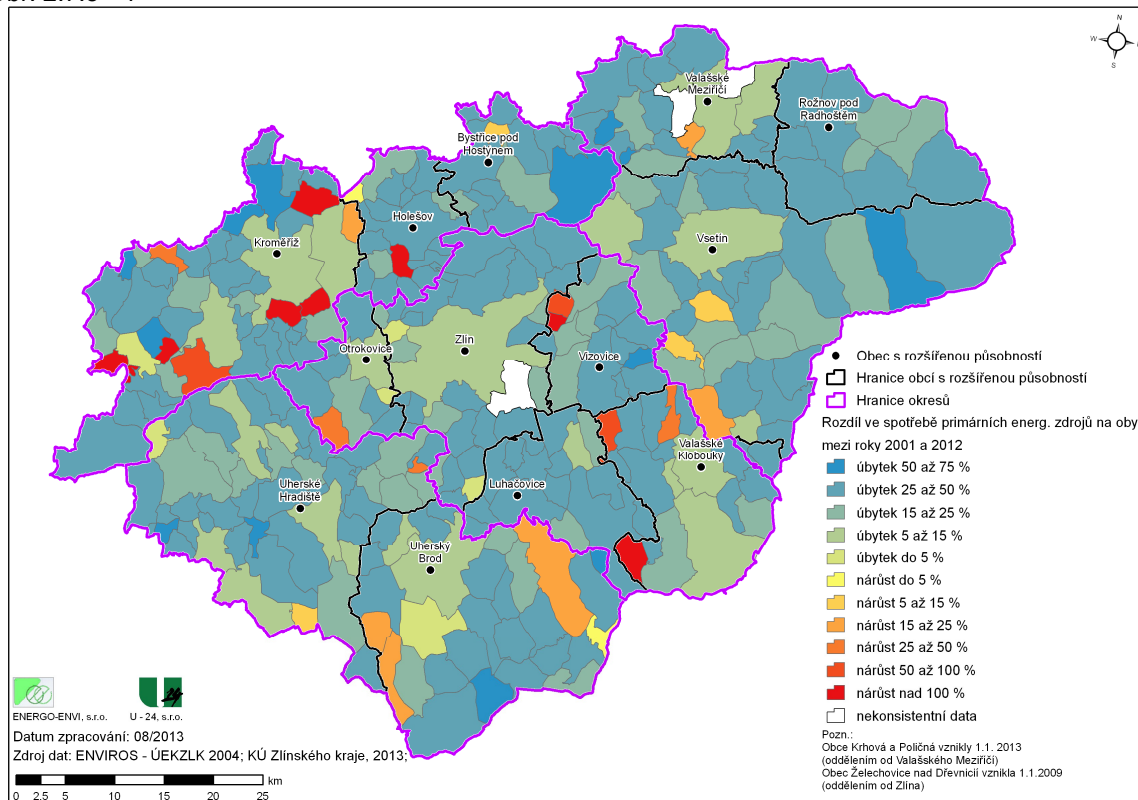 N
W
S
Valašské
Meziříčí
Rožnov pod
Radhoštěm
Bystřice pod
Hostýnem
Holešov
Kroměříž
Vsetín
Zlín
Otrokovice
Vizovice
Valašské
Klobouky
Luhačovice
Uherské
Hradiště
Uherský
Brod
Obec s rozšířenou působností
Hranice obcí s rozšířenou působností
Hranice okresů
Rozdíl ve spotřebě primárních energ. zdrojů na oby
mezi roky 2001 a 2012
úbytek 50 až 75 %
úbytek 25 až 50 %
úbytek 15 až 25 %
úbytek 5 až 15 %
úbytek do 5 %
nárůst do 5 %
nárůst 5 až 15 %
nárůst 15 až 25 %
nárůst 25 až 50 %
nárůst 50 až 100 %
nárůst nad 100 %
nekonsistentní data
Pozn.:
Obce Krhová a Poličná vznikly 1.1. 2013
(oddělením od Valašského Meziříčí)
Obec Želechovice nad Dřevnicí vznikla 1.1.2009
(oddělením od Zlína)
ENERGO-ENVI, s.r.o. U - 24, s.r.o.
Datum zpracování: 08/2013
Zdroj dat: ENVIROS - ÚEKZLK 2004; KÚ Zlínského kraje, 2013;
km
0 2.5 5 10 15 20 25